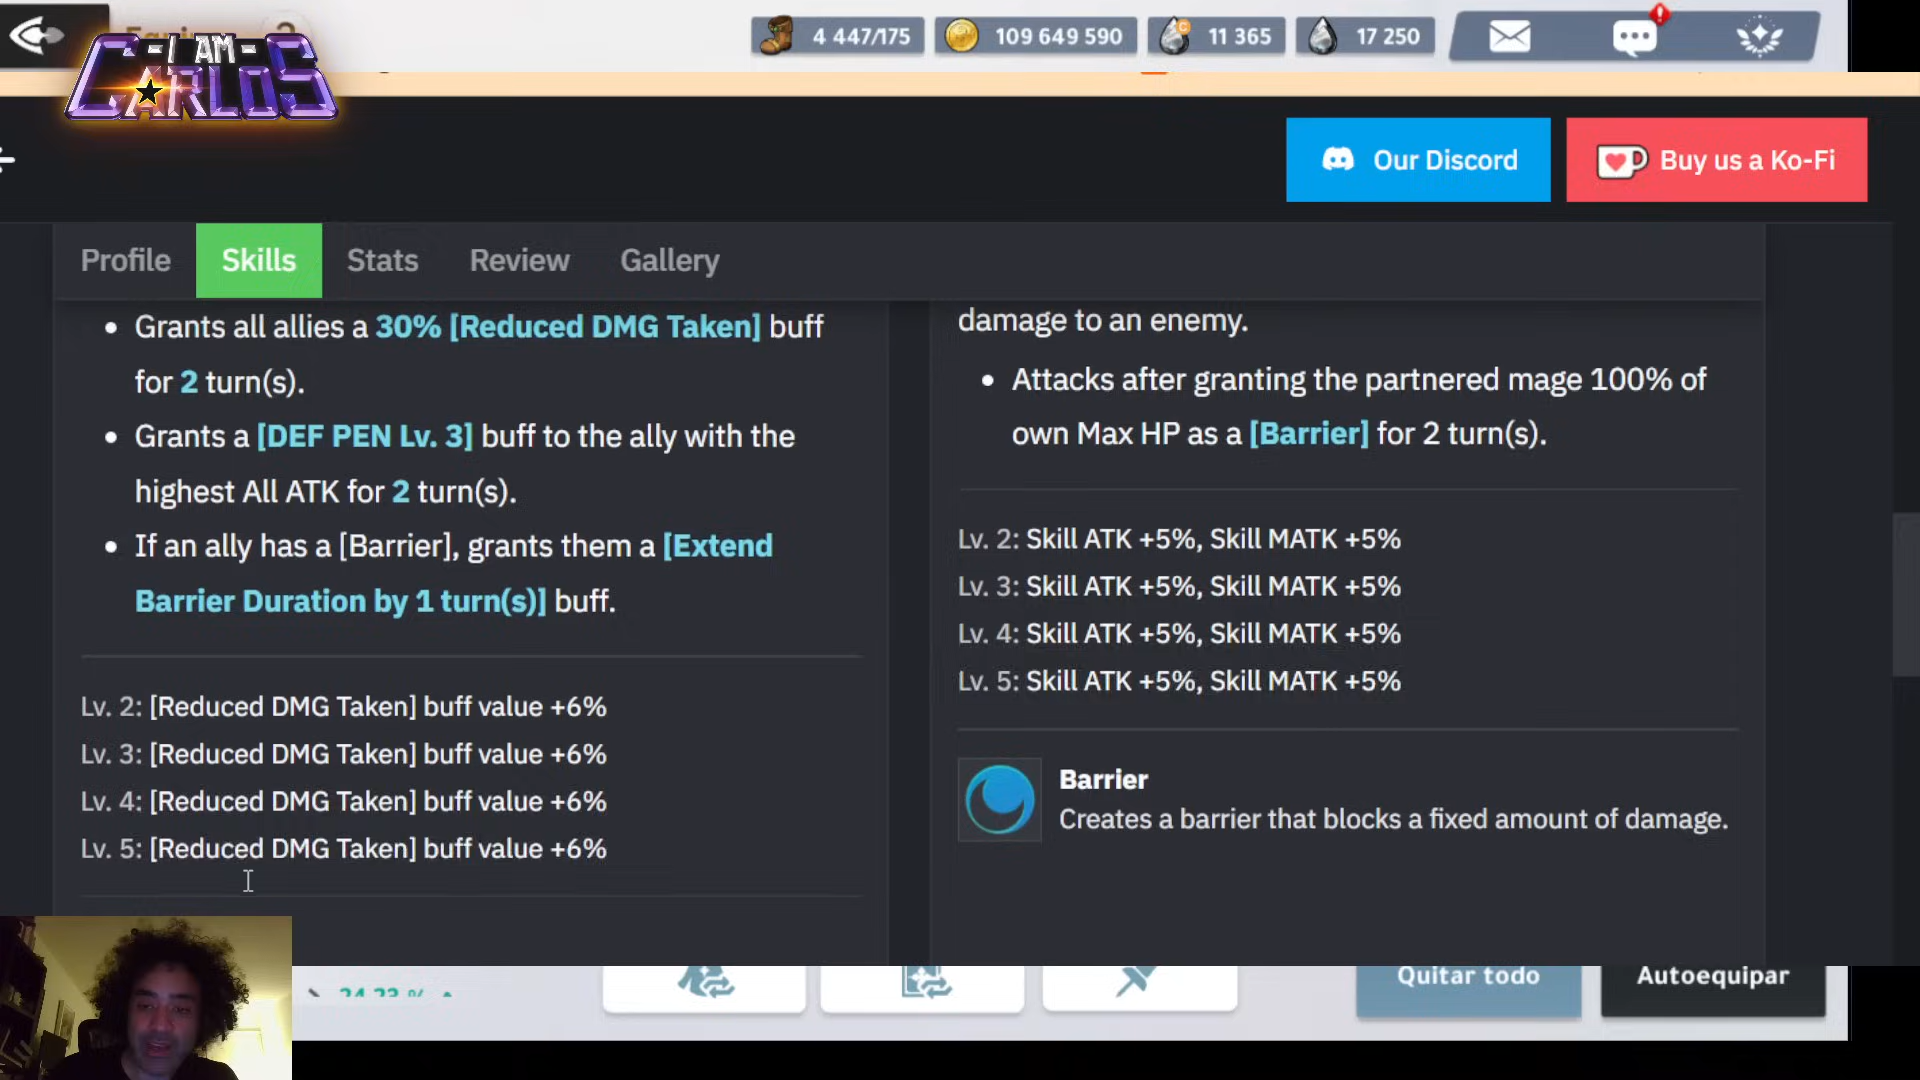 - I AM -
CARLOS
4 447/175
109 649 590
11 365
17 250
Our Discord
Buy us a Ko-Fi
Profile
Skills
Stats
Review
Gallery
• Grants all allies a 30% [Reduced DMG Taken] buff
for 2 turn(s).
• Grants a [DEF PEN Lv. 3] buff to the ally with the
highest All ATK for 2 turn(s).
• If an ally has a [Barrier], grants them a [Extend
Barrier Duration by 1 turn(s)] buff.
Lv. 2: [Reduced DMG Taken] buff value +6%
Lv. 3: [Reduced DMG Taken] buff value +6%
Lv. 4: [Reduced DMG Taken] buff value +6%
Lv. 5: [Reduced DMG Taken] buff value +6%
damage to an enemy.
• Attacks after granting the partnered mage 100% of
own Max HP as a [Barrier] for 2 turn(s).
Lv. 2: Skill ATK +5%, Skill MATK +5%
Lv. 3: Skill ATK +5%, Skill MATK +5%
Lv. 4: Skill ATK +5%, Skill MATK +5%
Lv. 5: Skill ATK +5%, Skill MATK +5%
Barrier
Creates a barrier that blocks a fixed amount of damage.
Quitar todo
Autoequipar